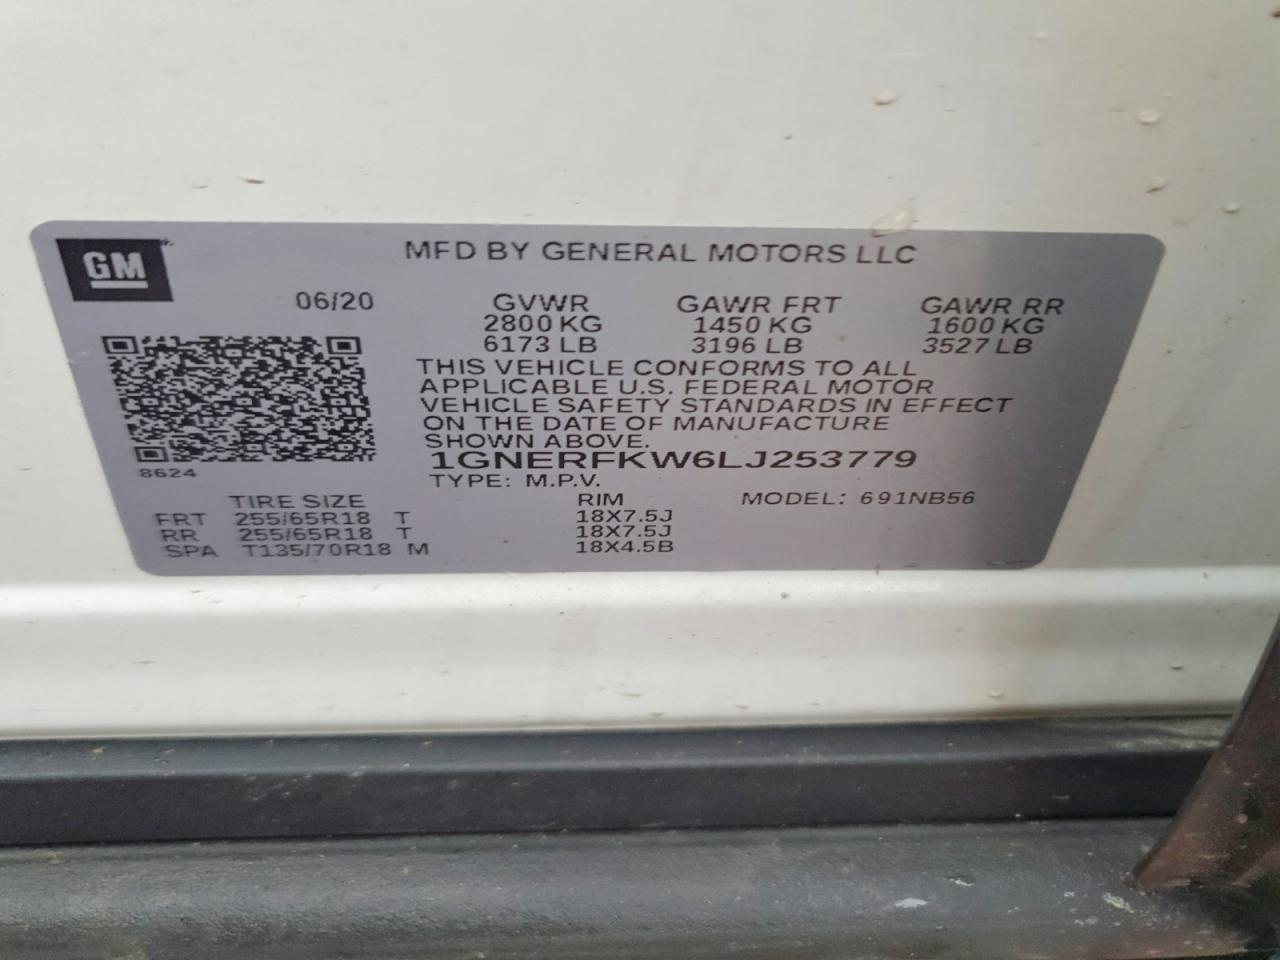 GM
MFD BY GENERAL MOTORS LLC
06/20
GVWR GAWR FRT GAWR RR
2800 KG 1450 KG 1600 KG
6173 LB 3196 LB 3527 LB
THIS VEHICLE CONFORMS TO ALL
APPLICABLE U.S. FEDERAL MOTOR
VEHICLE SAFETY STANDARDS IN EFFECT
ON THE DATE OF MANUFACTURE
SHOWN ABOVE.
8624
1GNERFKW6LJ253779
TYPE: M.P.V.
TIRE SIZE RIM MODEL: 691NB56
FRT 255/65R18 T 18X7.5J
RR 255/65R18 T 18X7.5J
SPA T135/70R18 M 18X4.5B